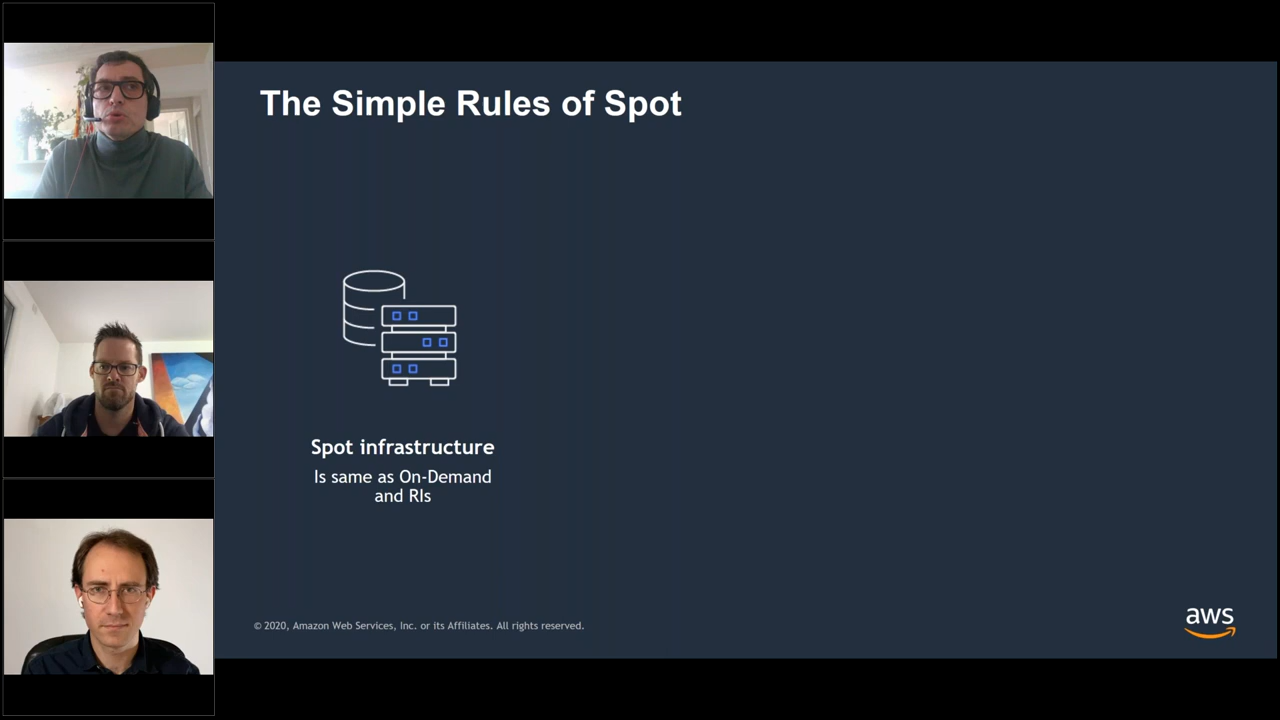 The Simple Rules of Spot
Spot infrastructure
Is same as On-Demand
and RIs
© 2020, Amazon Web Services, Inc. or its Affiliates. All rights reserved.
aws